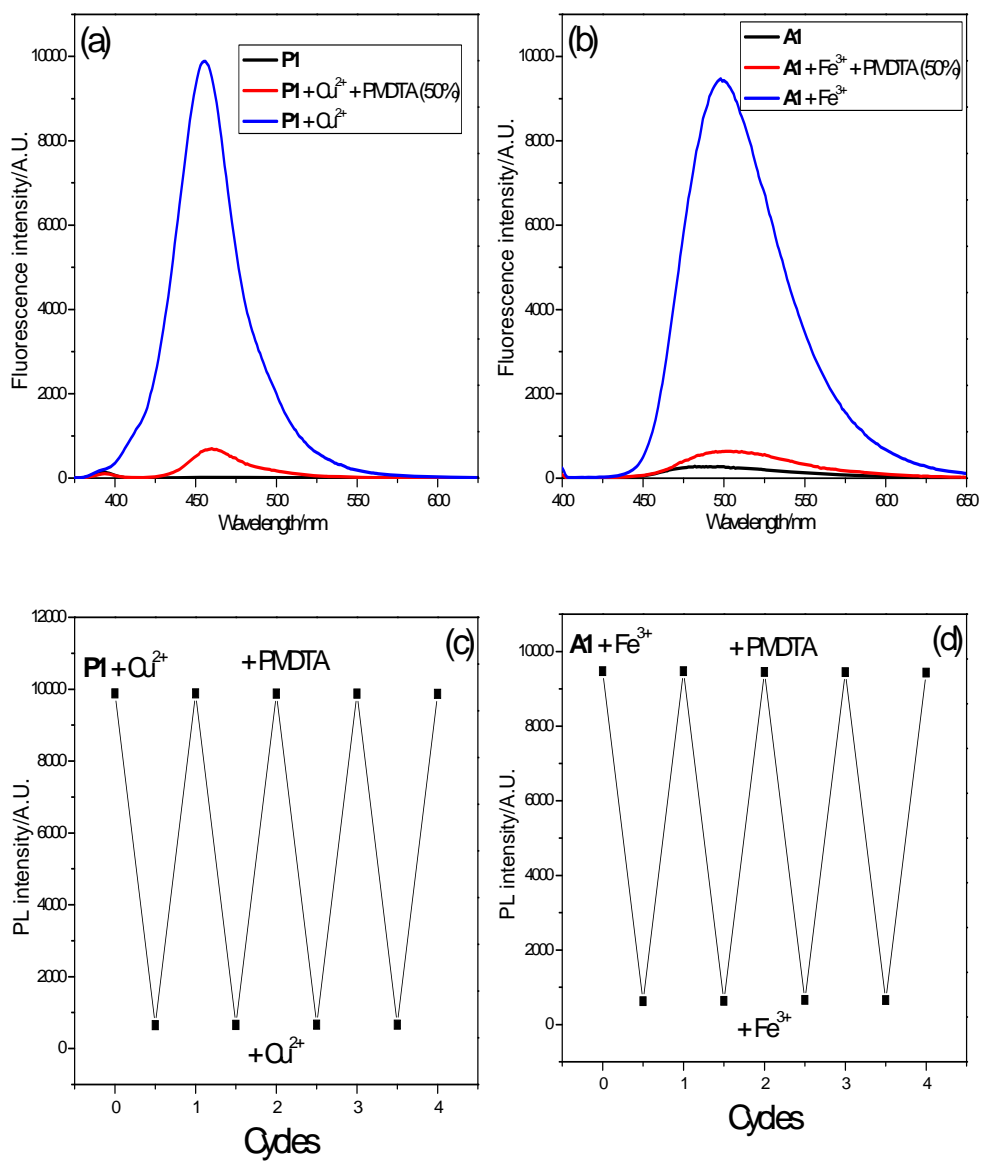 (a)
P1
P1 + Cu²⁺ + PMDTA (50%)
P1 + Cu²⁺
Fluorescence intensity/A.U.
10000
8000
6000
4000
2000
0
400 450 500 550 600
Wavelength/nm
(b)
A1
A1 + Fe³⁺ + PMDTA (50%)
A1 + Fe³⁺
Fluorescence intensity/A.U.
10000
8000
6000
4000
2000
0
400 450 500 550 600 650
Wavelength/nm
(c)
P1 + Cu²⁺
+ PMDTA
+ Cu²⁺
PL intensity/A.U.
12000
10000
8000
6000
4000
2000
0
0 1 2 3 4
Cycles
(d)
A1 + Fe³⁺
+ PMDTA
+ Fe³⁺
PL intensity/A.U.
10000
8000
6000
4000
2000
0
0 1 2 3 4
Cycles